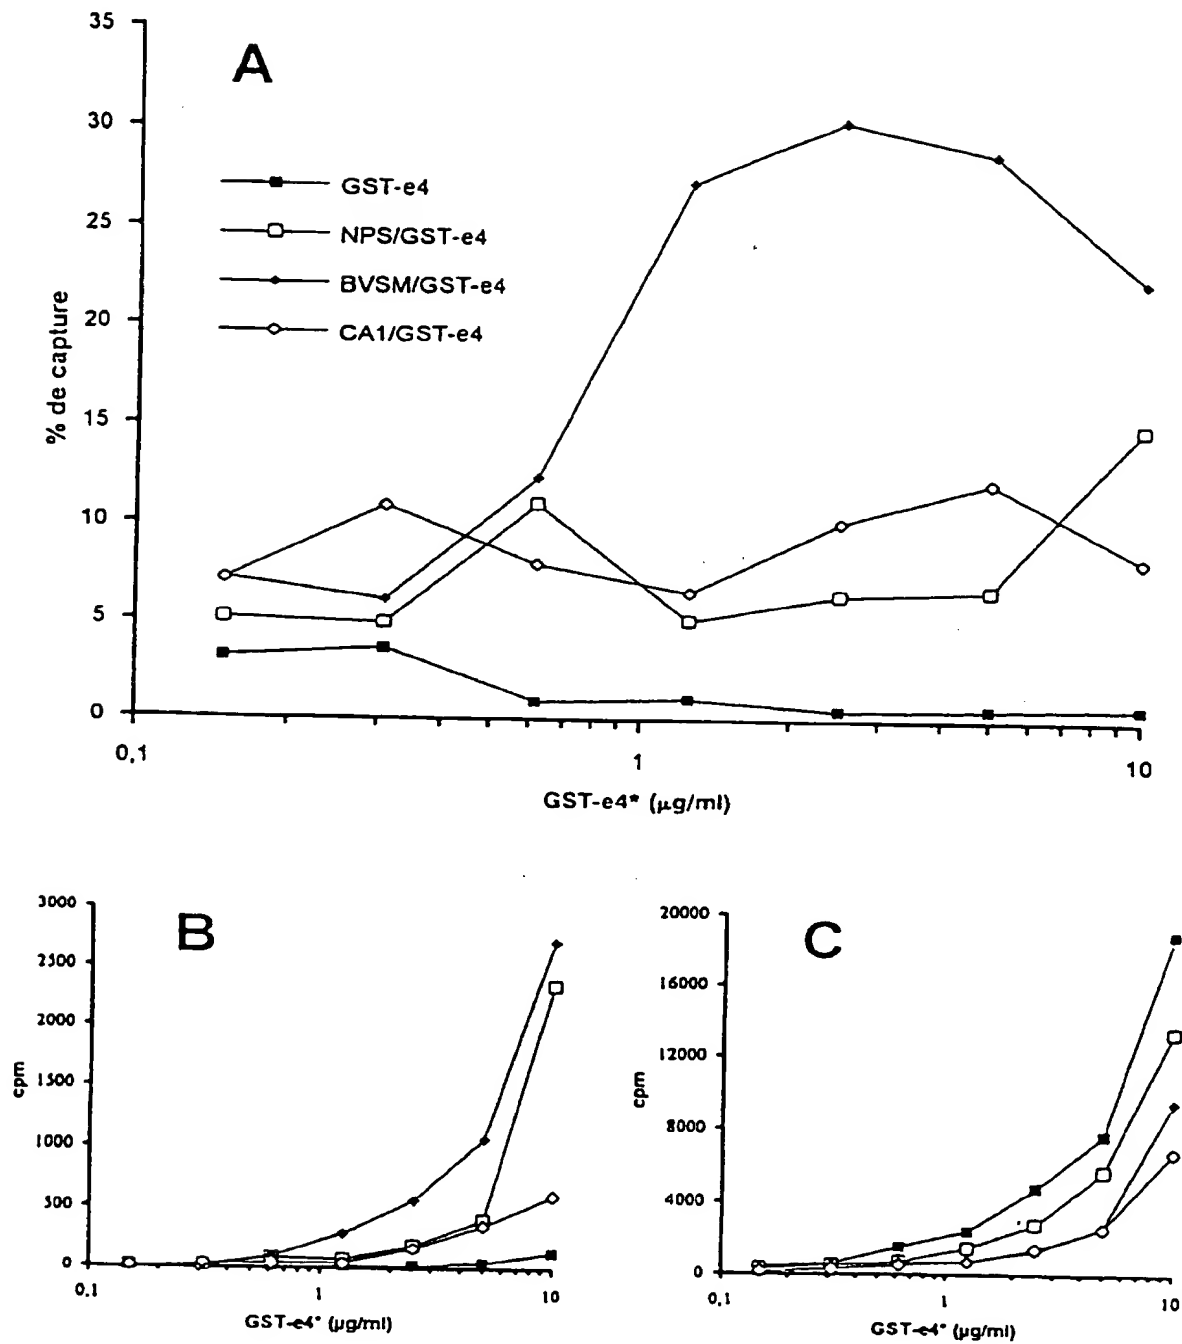 35
A
30
GST-e4
NPS/GST-e4
25
BVSM/GST-e4
20
CA1/GST-e4
% de capture
15
10
5
0
0,1
1
10
GST-e4* (µg/ml)
B
3000
2500
2000
1500
1000
500
0
cpm
0,1
1
10
GST-e4* (µg/ml)
C
20000
16000
12000
8000
4000
0
cpm
0,1
1
10
GST-e4* (µg/ml)